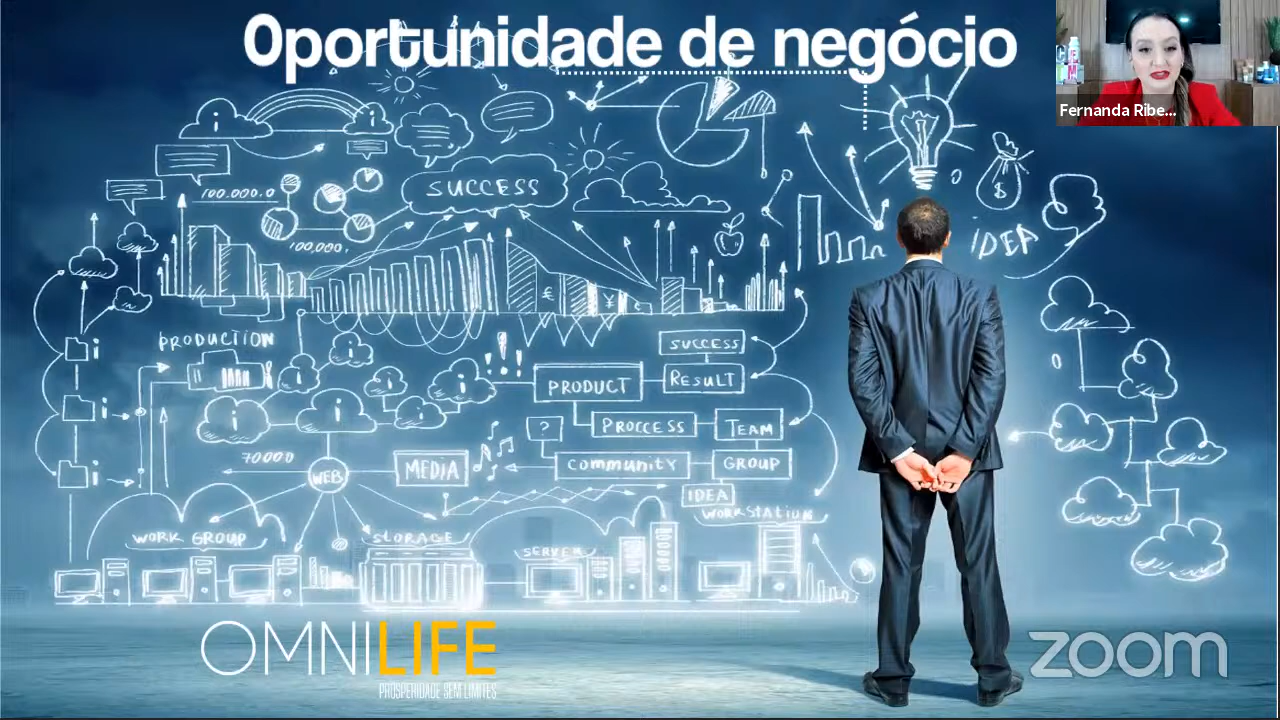 Oportunidade de negócio
Fernanda Ribe...
SUCCESS
100.000.0
100,000.
IDEA
PRODUCTION
SUCCESS
PRODUCT
RESULT
?
PROCCESS
TEAM
70000
WEB
MEDIA
COMMUNITY
GROUP
IDEA
WORKSTATION
WORK GROUP
STORAGE
SERVER
OMNILIFE
PROSPERIDADE SEM LIMITES
zoom